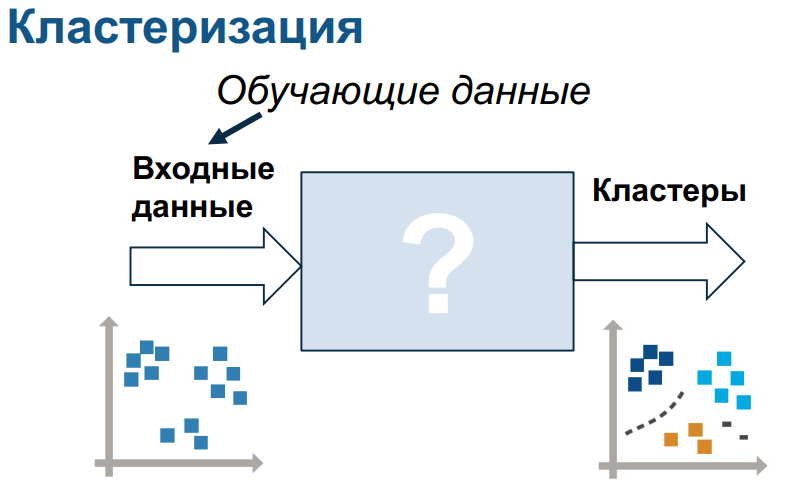 Кластеризация
Обучающие данные
Входные
данные
?
Кластеры